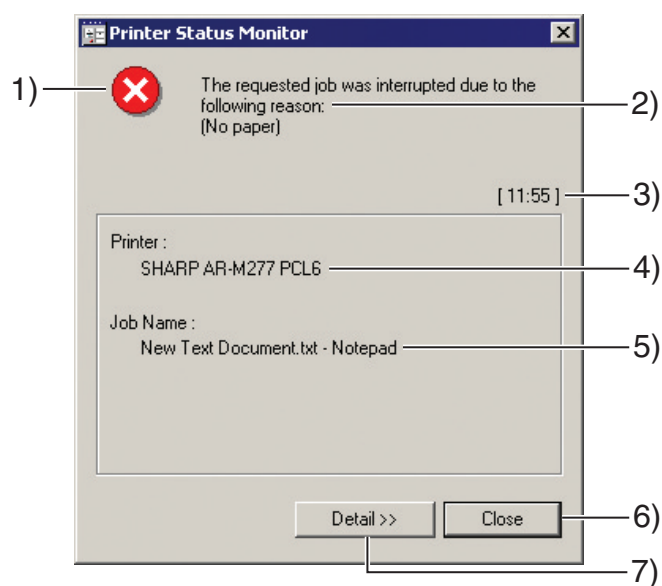 Printer Status Monitor
1)
The requested job was interrupted due to the
following reason:
2)
(No paper)
[ 11:55 ]
3)
Printer :
SHARP AR-M277 PCL6
4)
Job Name :
New Text Document.txt - Notepad
5)
Detail >>
Close
6)
7)